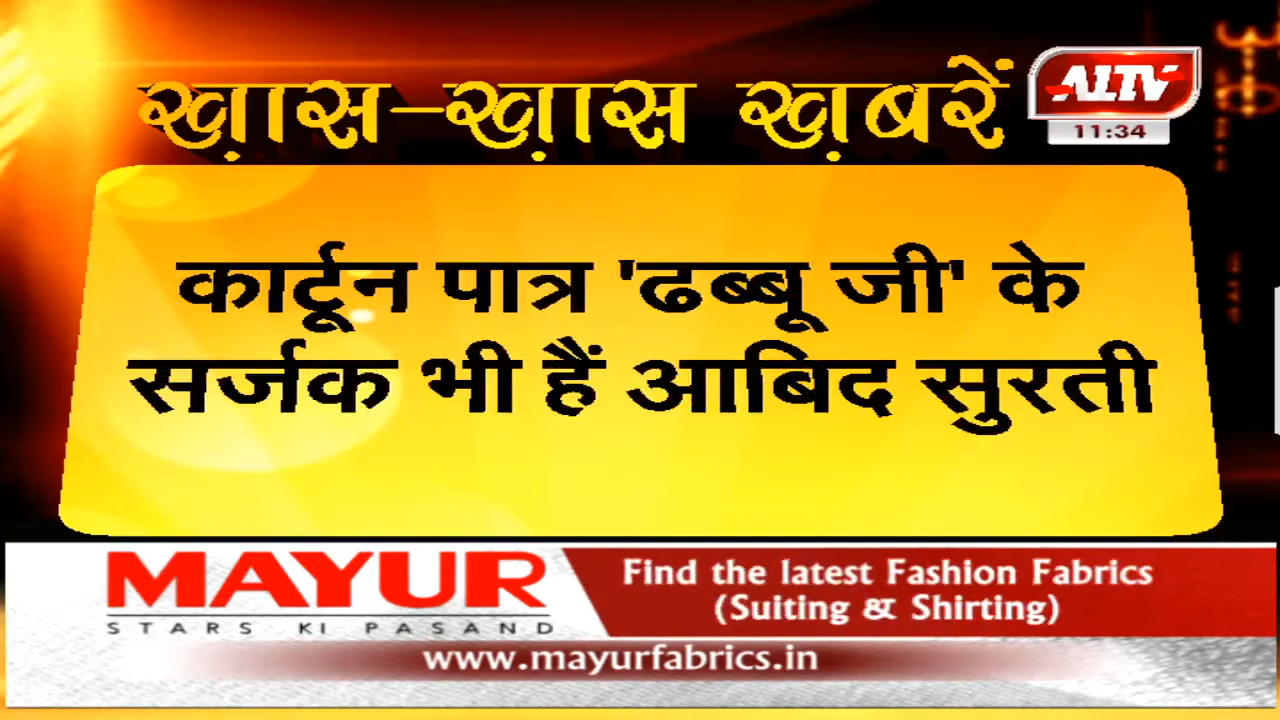 ख़ास-ख़ास ख़बरें
A1TV
11:34
कार्टून पात्र 'ढब्बू जी' के
सर्जक भी हैं आबिद सुरती
MAYUR
STARS KI PASAND
Find the latest Fashion Fabrics
(Suiting & Shirting)
www.mayurfabrics.in